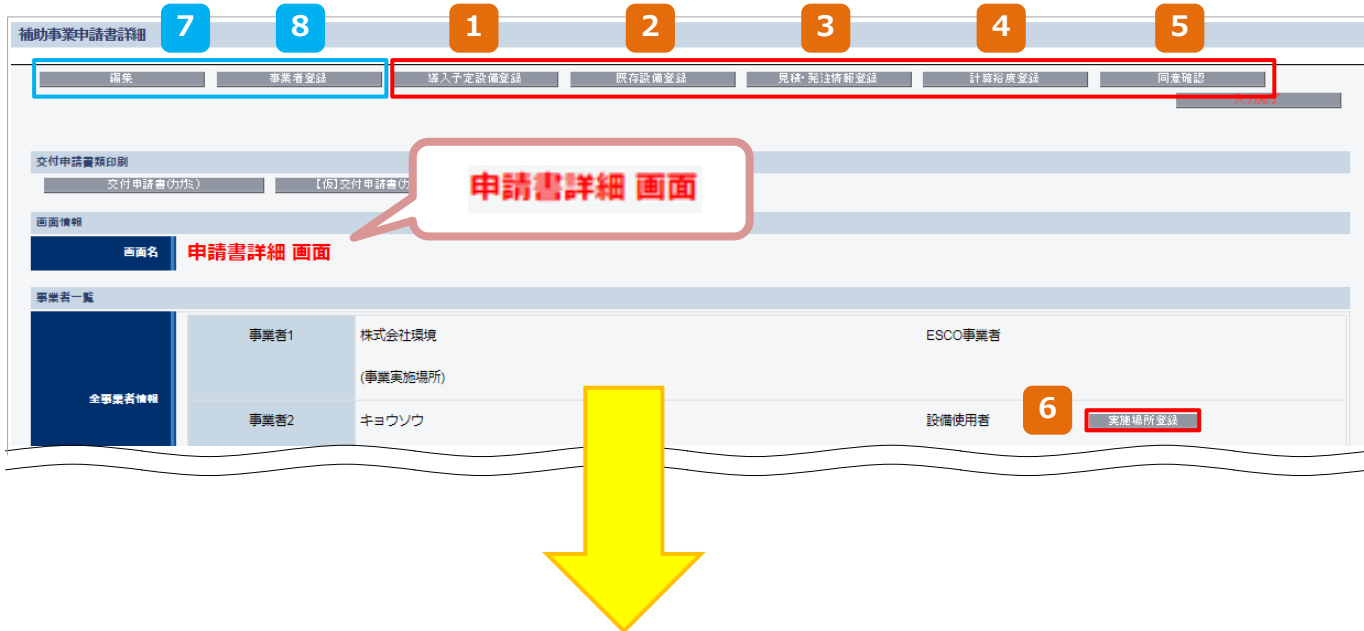 補助事業申請書詳細
7 8 1 2 3 4 5
編集 事業者登録 導入予定設備登録 既存設備登録 見積・発注情報登録 計算裕度登録 同意確認
交付申請書類印刷
交付申請書(カガミ) 【仮】交付申請書(カ
申請書詳細 画面
画面情報
画面名 申請書詳細 画面
事業者一覧
全事業者情報
事業者1 株式会社環境 ESCO事業者
(事業実施場所)
事業者2 キョウソウ 設備使用者 6 実施場所登録